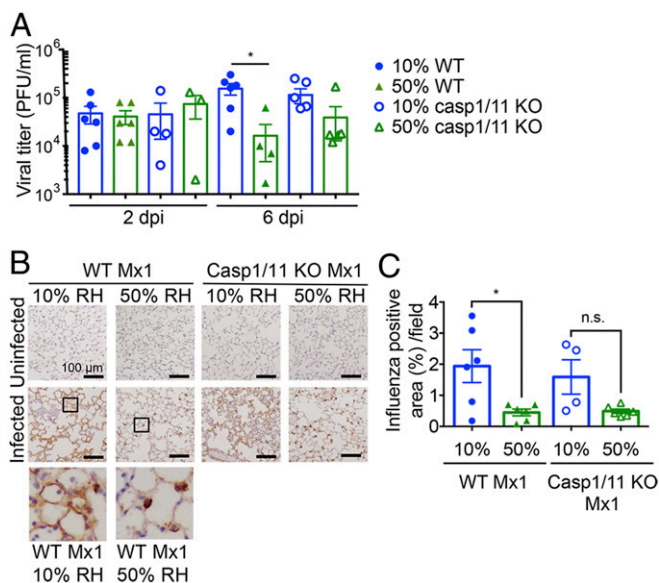 A
Viral titer (PFU/ml)
10⁶
10⁵
10⁴
10³
*
2 dpi
6 dpi
10% WT
50% WT
10% casp1/11 KO
50% casp1/11 KO
B
WT Mx1
Casp1/11 KO Mx1
10% RH
50% RH
10% RH
50% RH
Uninfected
100 µm
Infected
WT Mx1
10% RH
WT Mx1
50% RH
C
Influenza positive
area (%) /field
4
3
2
1
0
*
n.s.
10%
50%
10%
50%
WT Mx1
Casp1/11 KO
Mx1